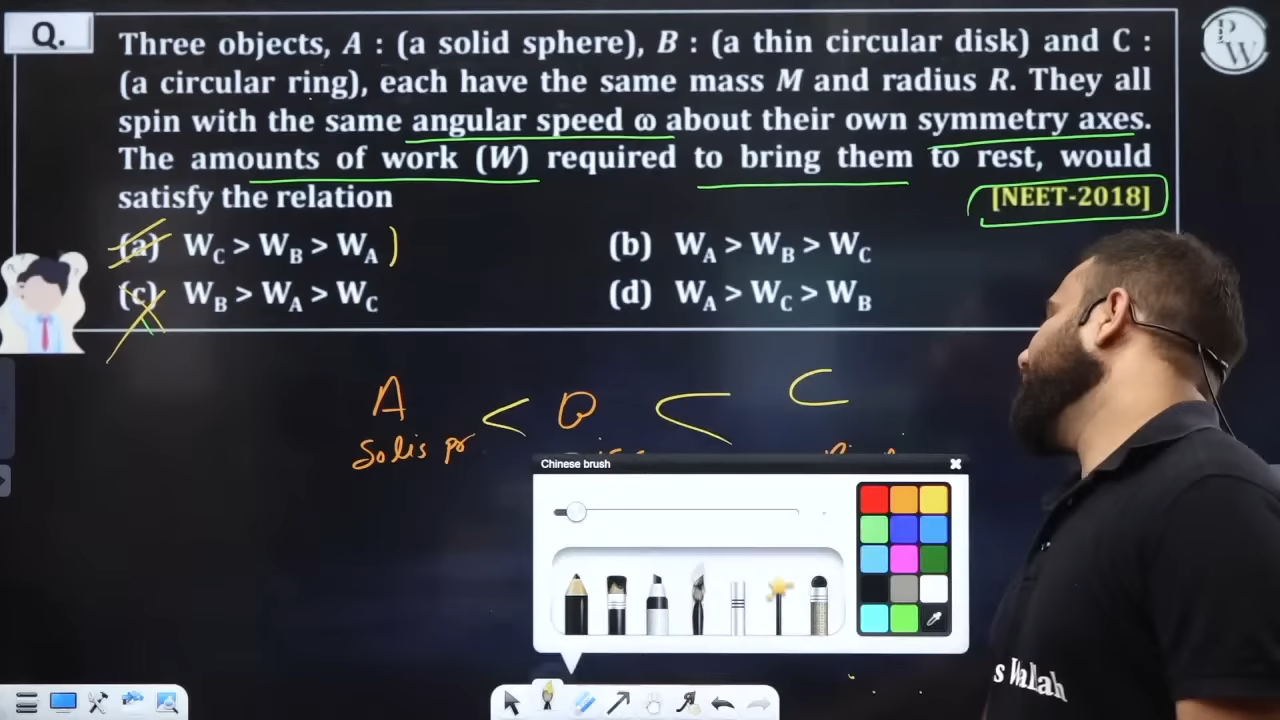 Q.
PW
Three objects, A : (a solid sphere), B : (a thin circular disk) and C :
(a circular ring), each have the same mass M and radius R. They all
spin with the same angular speed ω about their own symmetry axes.
The amounts of work (W) required to bring them to rest, would
satisfy the relation
[NEET-2018]
(a) W_C > W_B > W_A )
(b) W_A > W_B > W_C
(c) W_B > W_A > W_C
(d) W_A > W_C > W_B
A < B < C
Solis
Chinese brush
s Wallah